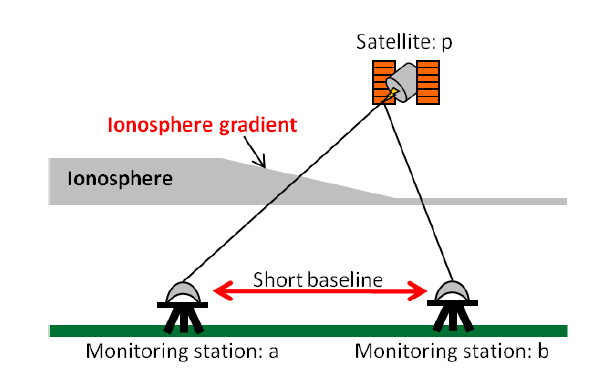 Satellite: p
Ionosphere gradient
Ionosphere
Short baseline
Monitoring station: a
Monitoring station: b